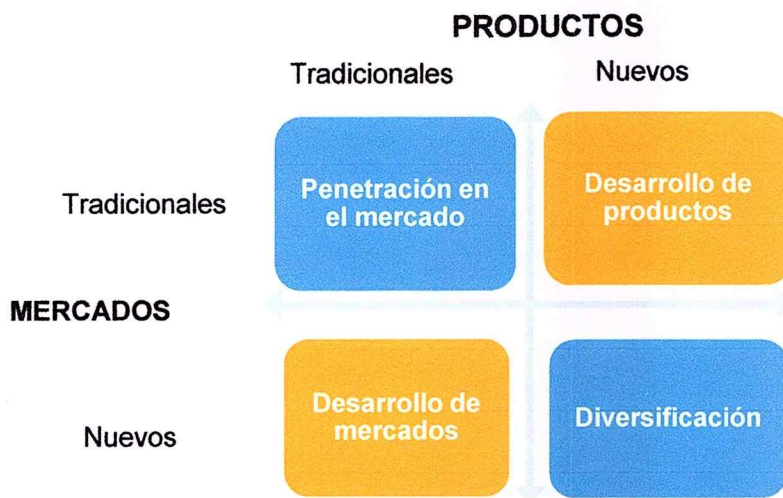 PRODUCTOS
Tradicionales
Nuevos
Tradicionales
Penetración en
el mercado
Desarrollo de
productos
MERCADOS
Nuevos
Desarrollo de
mercados
Diversificación